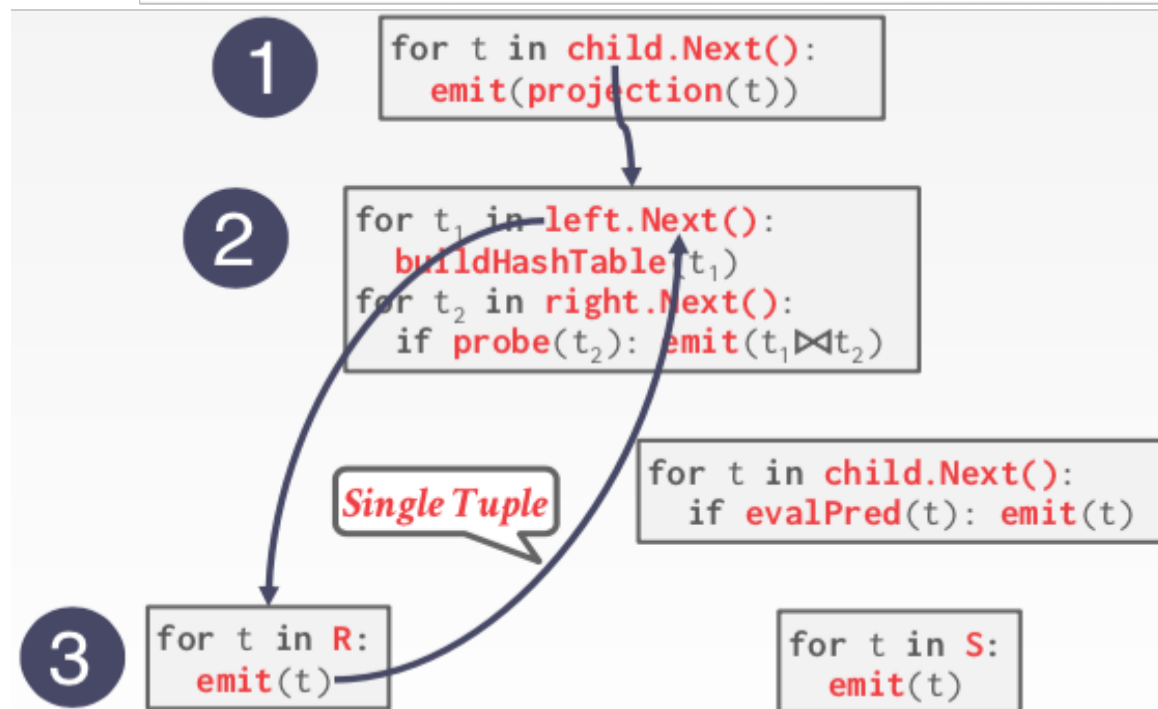 1
for t in child.Next():
emit(projection(t))
2
for t₁ in left.Next():
buildHashTable(t₁)
for t₂ in right.Next():
if probe(t₂): emit(t₁⨝t₂)
for t in child.Next():
if evalPred(t): emit(t)
Single Tuple
3
for t in R:
emit(t)
for t in S:
emit(t)